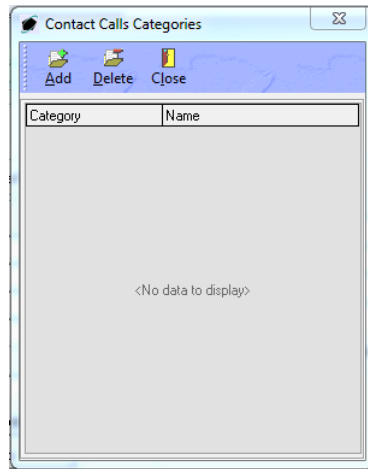 Contact Calls Categories
Add Delete Close
Category Name
<No data to display>